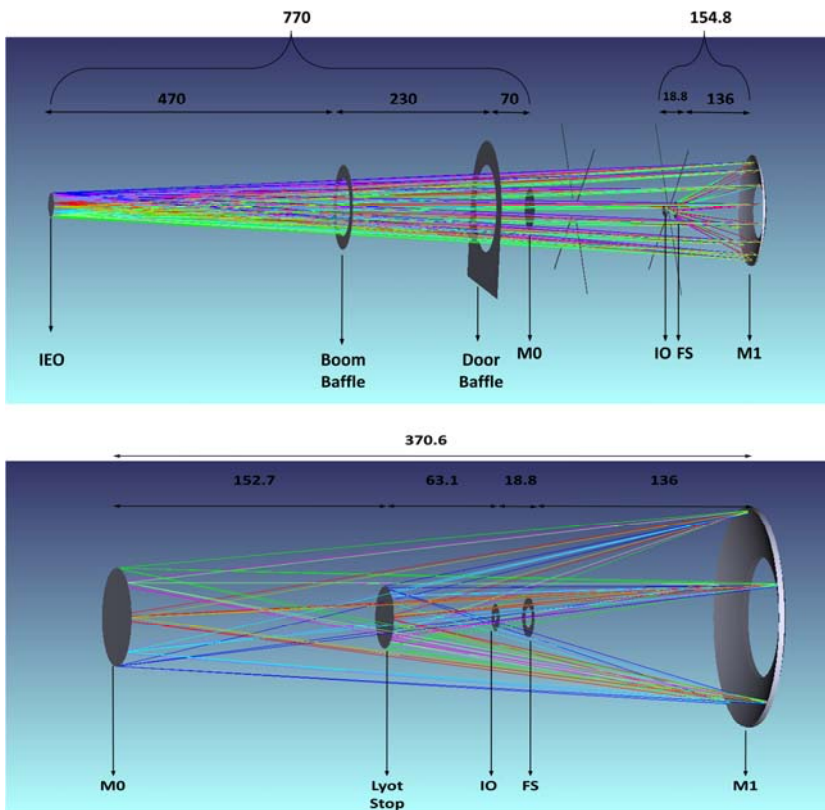 770
154.8
470
230
70
18.8
136
IEO
Boom
Baffle
Door
Baffle
M0
IO
FS
M1
370.6
152.7
63.1
18.8
136
M0
Lyot
Stop
IO
FS
M1